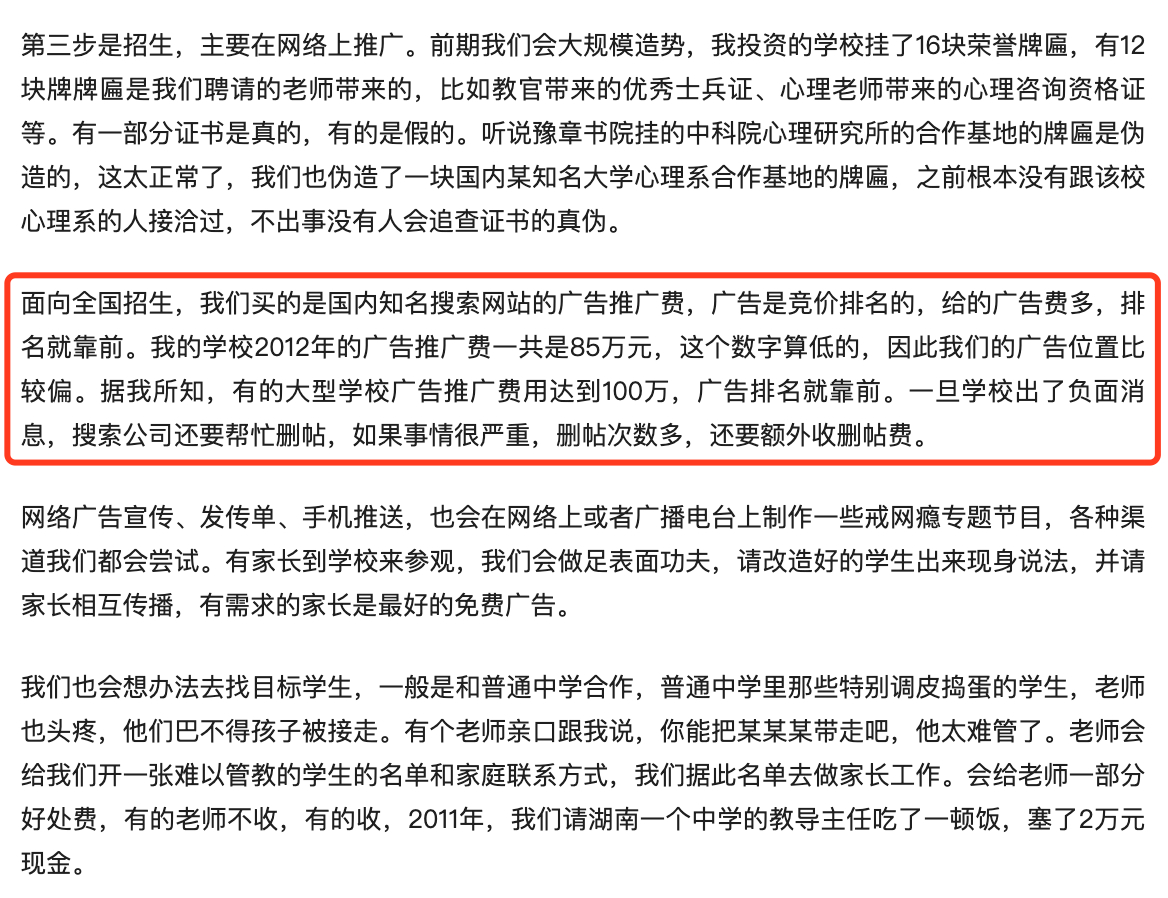 第三步是招生，主要在网络上推广。前期我们会大规模造势，我投资的学校挂了16块荣誉牌匾，有12
块牌牌匾是我们聘请的老师带来的，比如教官带来的优秀士兵证、心理老师带来的心理咨询资格证
等。有一部分证书是真的，有的是假的。听说豫章书院挂的中科院心理研究所的合作基地的牌匾是伪
造的，这太正常了，我们也伪造了一块国内某知名大学心理系合作基地的牌匾，之前根本没有跟该校
心理系的人接洽过，不出事没有人会追查证书的真伪。
面向全国招生，我们买的是国内知名搜索网站的广告推广费，广告是竞价排名的，给的广告费多，排
名就靠前。我的学校2012年的广告推广费一共是85万元，这个数字算低的，因此我们的广告位置比
较偏。据我所知，有的大型学校广告推广费用达到100万，广告排名就靠前。一旦学校出了负面消
息，搜索公司还要帮忙删帖，如果事情很严重，删帖次数多，还要额外收删帖费。
网络广告宣传、发传单、手机推送，也会在网络上或者广播电台上制作一些戒网瘾专题节目，各种渠
道我们都会尝试。有家长到学校来参观，我们会做足表面功夫，请改造好的学生出来现身说法，并请
家长相互传播，有需求的家长是最好的免费广告。
我们也会想办法去找目标学生，一般是和普通中学合作，普通中学里那些特别调皮捣蛋的学生，老师
也头疼，他们巴不得孩子被接走。有个老师亲口跟我说，你能把某某某带走吧，他太难管了。老师会
给我们开一张难以管教的学生的名单和家庭联系方式，我们据此名单去做家长工作。会给老师一部分
好处费，有的老师不收，有的收，2011年，我们请湖南一个中学的教导主任吃了一顿饭，塞了2万元
现金。